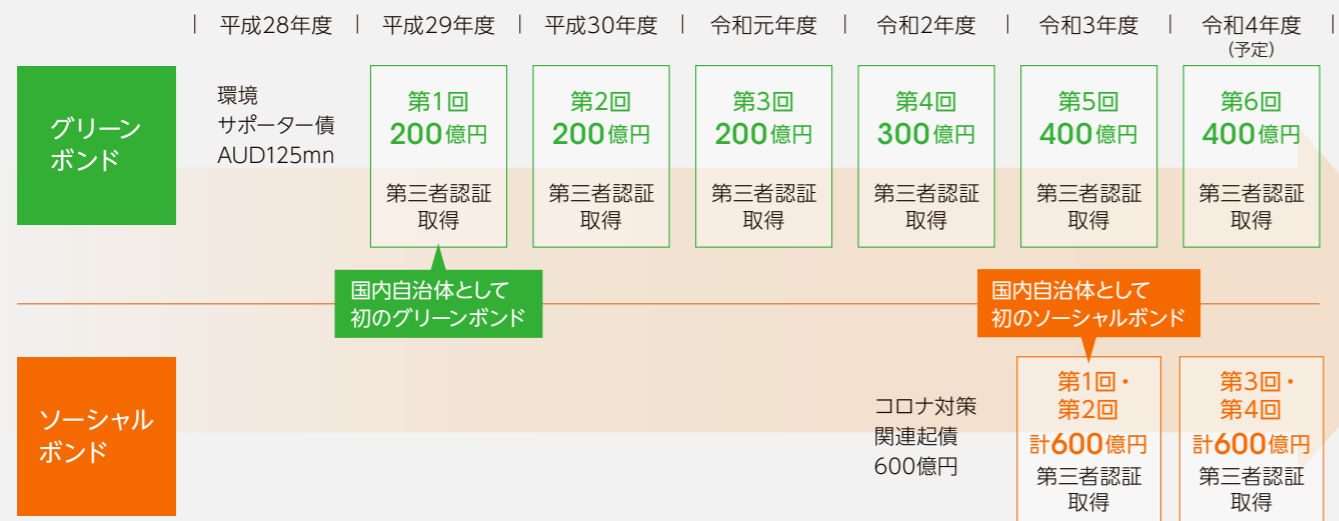 平成28年度
平成29年度
平成30年度
令和元年度
令和2年度
令和3年度
令和4年度
(予定)
グリーン
ボンド
環境
サポーター債
AUD125mn
第1回
200億円
第三者認証
取得
第2回
200億円
第三者認証
取得
第3回
200億円
第三者認証
取得
第4回
300億円
第三者認証
取得
第5回
400億円
第三者認証
取得
第6回
400億円
第三者認証
取得
国内自治体として
初のグリーンボンド
国内自治体として
初のソーシャルボンド
ソーシャル
ボンド
コロナ対策
関連起債
600億円
第1回・
第2回
計600億円
第三者認証
取得
第3回・
第4回
計600億円
第三者認証
取得